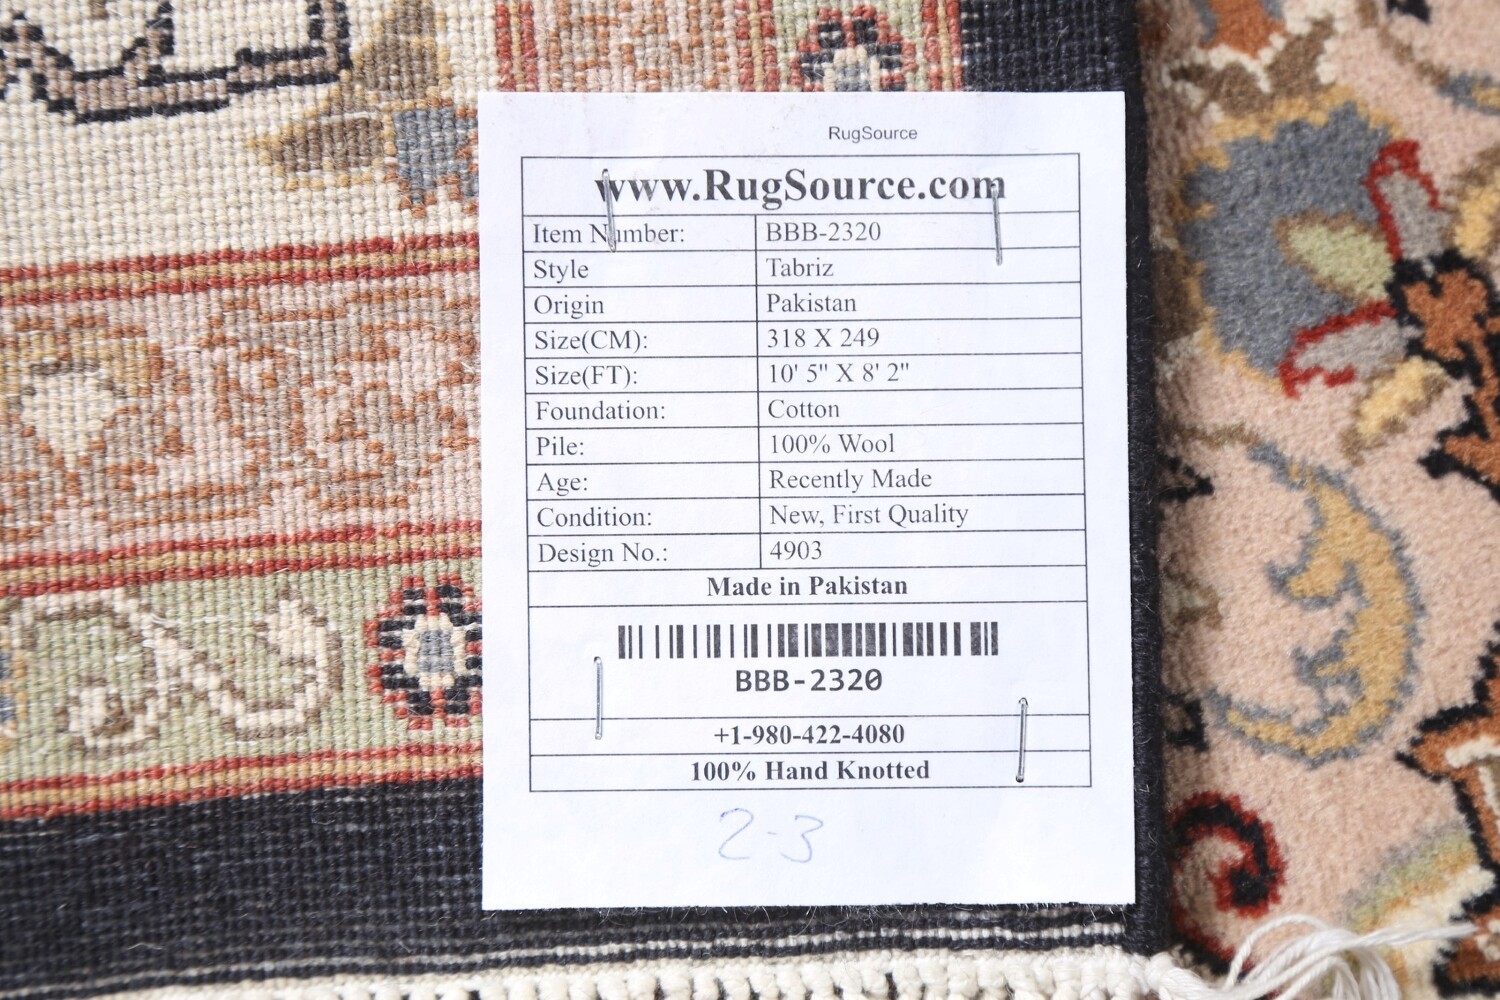 RugSource
www.RugSource.com
Item Number: BBB-2320
Style Tabriz
Origin Pakistan
Size(CM): 318 X 249
Size(FT): 10' 5" X 8' 2"
Foundation: Cotton
Pile: 100% Wool
Age: Recently Made
Condition: New, First Quality
Design No.: 4903
Made in Pakistan
BBB-2320
+1-980-422-4080
100% Hand Knotted
2-3